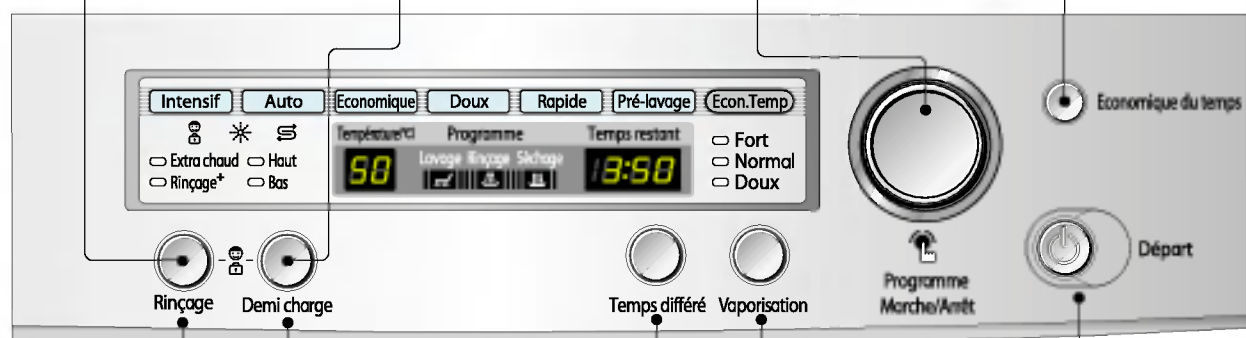 Intensif Auto Economique Doux Rapide Pré-lavage Econ.Temp
Température°C Programme Temps restant
Lavage Rinçage Séchage
50 13:50
Extra chaud Haut
Rinçage+ Bas
Fort
Normal
Doux
Economique du temps
Rinçage Demi charge Temps différé Vaporisation
Programme
Marche/Arrêt
Départ